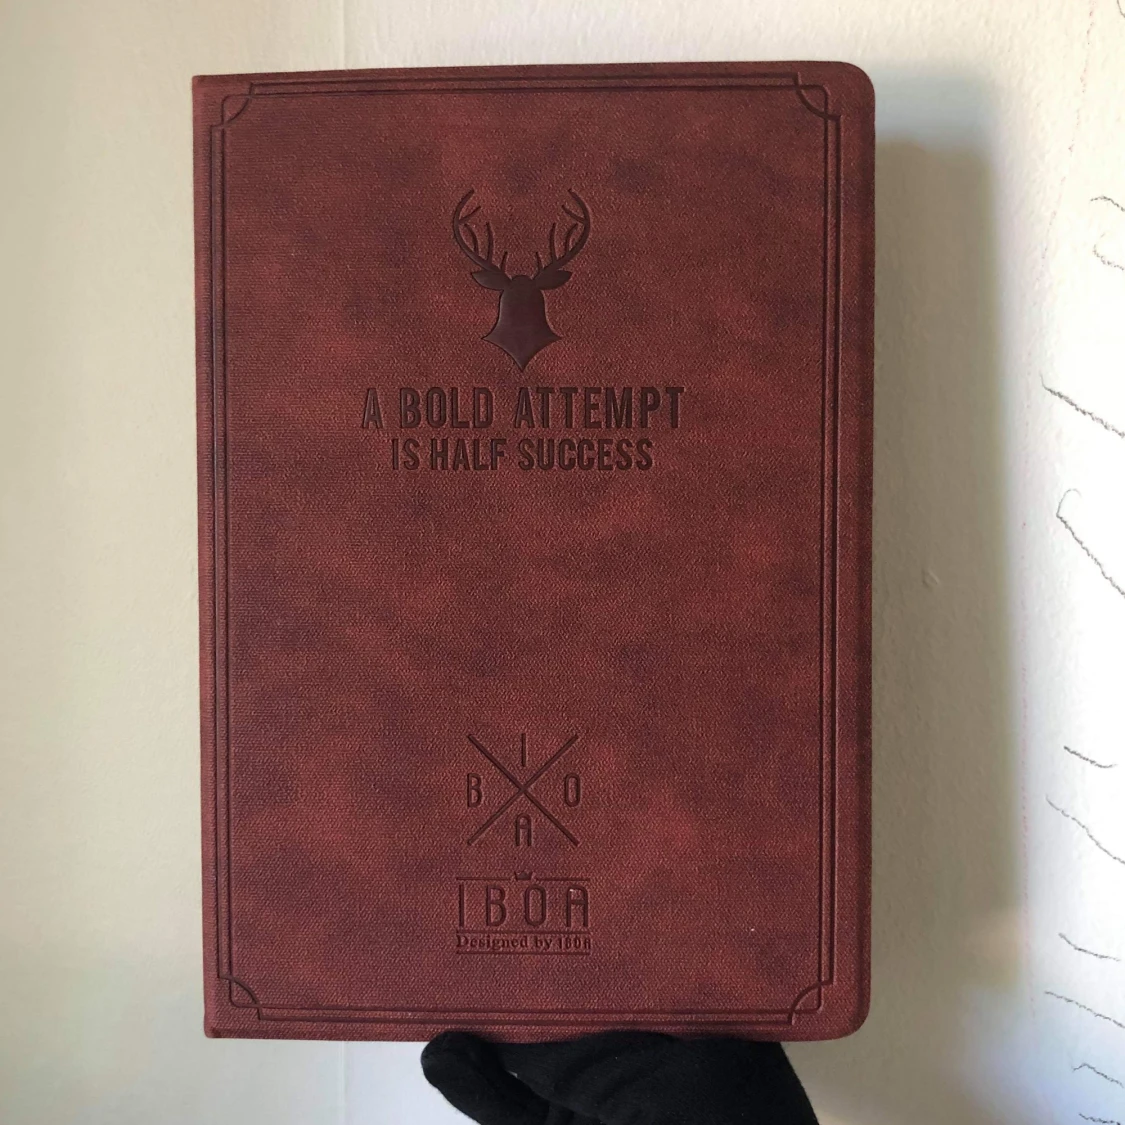 A BOLD ATTEMPT
IS HALF SUCCESS
I
B O
A
IBOA
Designed by IBOA